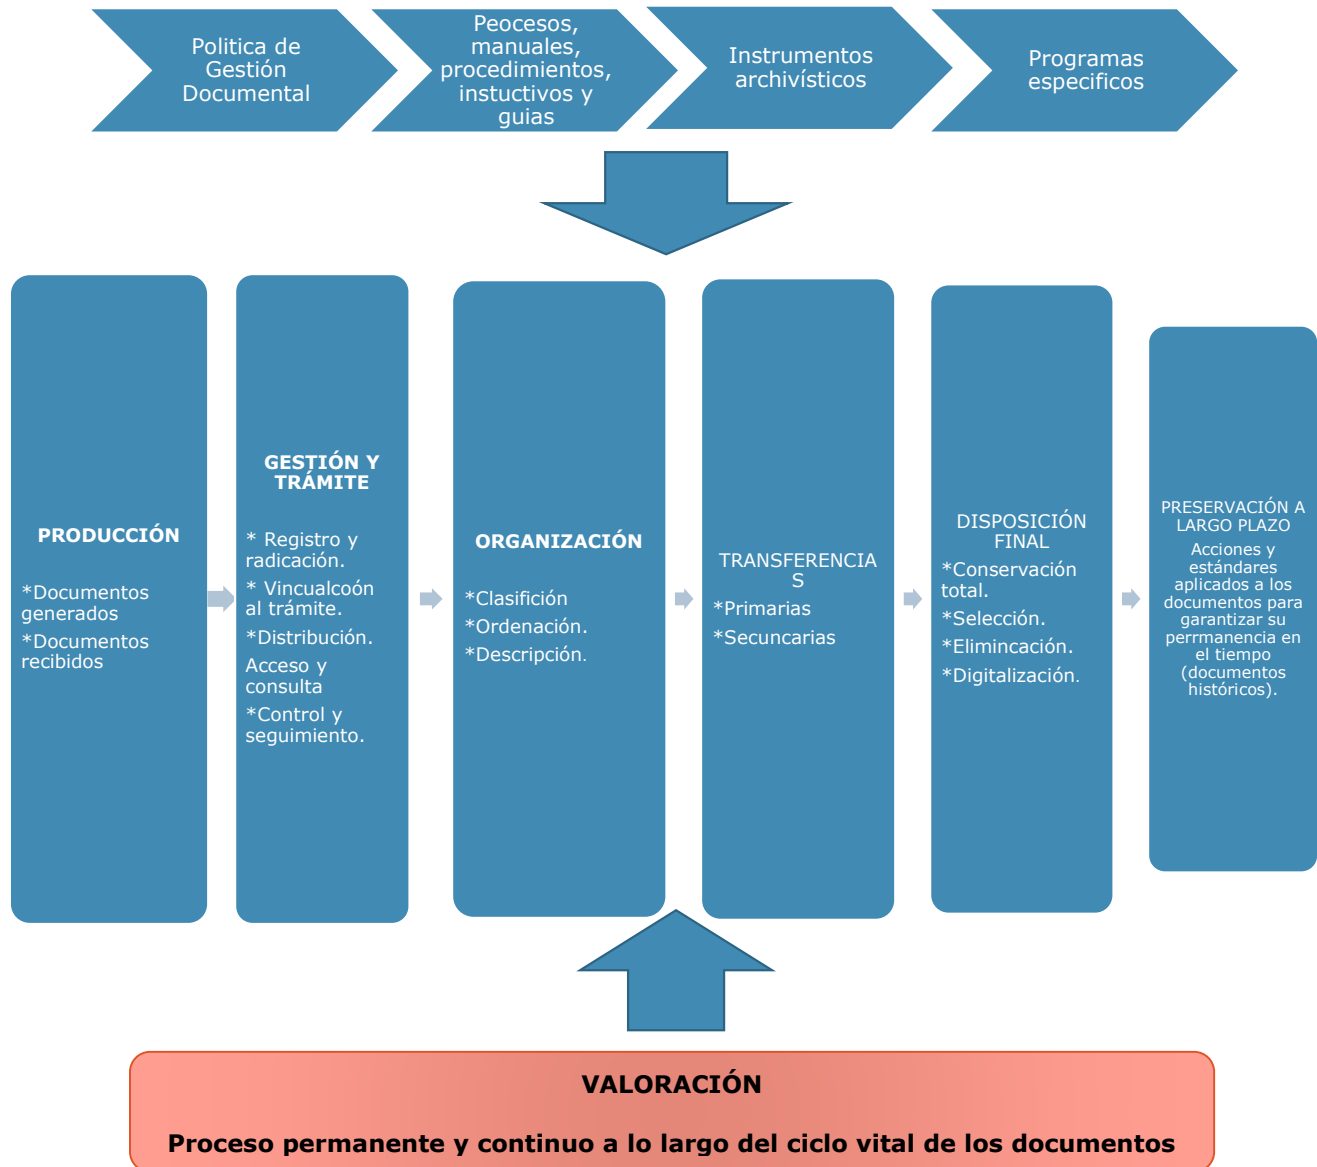 Politica de
Gestión
Documental
Peocesos,
manuales,
procedimientos,
instuctivos y
guias
Instrumentos
archivísticos
Programas
especificos
PRODUCCIÓN
*Documentos
generados
*Documentos
recibidos
GESTIÓN Y
TRÁMITE
* Registro y
radicación.
* Vincualcoón
al trámite.
*Distribución.
Acceso y
consulta
*Control y
seguimiento.
ORGANIZACIÓN
*Clasifición
*Ordenación.
*Descripción.
TRANSFERENCIA
S
*Primarias
*Secuncarias
DISPOSICIÓN
FINAL
*Conservación
total.
*Selección.
*Elimincación.
*Digitalización.
PRESERVACIÓN A
LARGO PLAZO
Acciones y
estándares
aplicados a los
documentos para
garantizar su
perrmanencia en
el tiempo
(documentos
históricos).
VALORACIÓN
Proceso permanente y continuo a lo largo del ciclo vital de los documentos